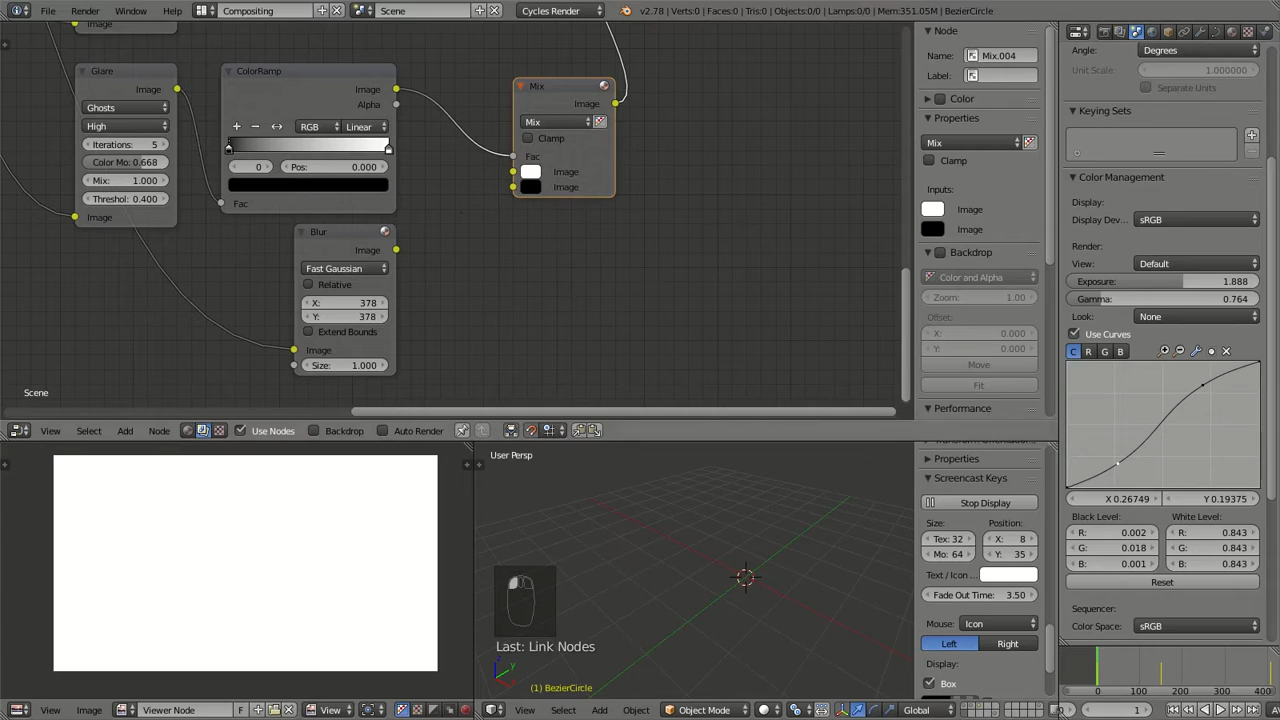 File Render Window Help Compositing Scene Cycles Render v2.78 | Verts:0 | Faces:0 | Tris:0 | Objects:0/0 | Lamps:0/0 | Mem:351.05M | BezierCircle
Glare
Image
Ghosts
High
Iterations: 5
Color Mo: 0.668
Mix: 1.000
Threshol: 0.400
Image
ColorRamp
Image
Alpha
RGB Linear
0 Pos: 0.000
Fac
Blur
Image
Fast Gaussian
Relative
X: 378
Y: 378
Extend Bounds
Image
Size: 1.000
Mix
Image
Mix
Clamp
Fac
Image
Image
Scene
Node
Name: Mix.004
Label:
Color
Properties
Mix
Clamp
Inputs:
Image
Image
Backdrop
Color and Alpha
Zoom: 1.00
Offset:
X: 0.000
Y: 0.000
Move
Fit
Performance
View Select Add Node Use Nodes Backdrop Auto Render
Angle: Degrees
Unit Scale: 1.000000
Separate Units
Keying Sets
Color Management
Display:
Display Dev... sRGB
Render:
View: Default
Exposure: 1.888
Gamma: 0.764
Look: None
Use Curves
C R G B
X 0.26749 Y 0.19375
Black Level: White Level:
R: 0.002 R: 0.843
G: 0.018 G: 0.843
B: 0.001 B: 0.843
Reset
Sequencer:
Color Space: sRGB
User Persp
Last: Link Nodes
(1) BezierCircle
Properties
Screencast Keys
Stop Display
Size: Position:
Tex: 32 X: 8
Mo: 64 Y: 35
Text / Icon ...
Fade Out Time: 3.50
Mouse: Icon
Left Right
Display:
Box
0 200 400
View Image Viewer Node F View
View Select Add Object Object Mode Global
1